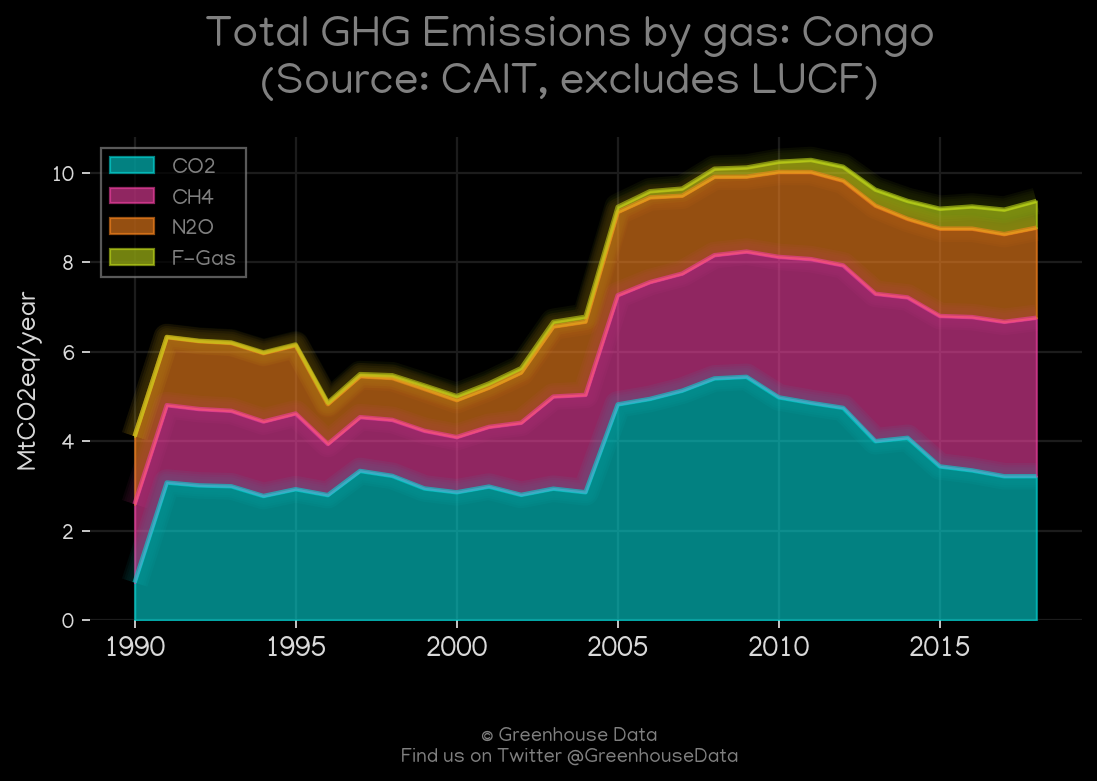 Total GHG Emissions by gas: Congo
(Source: CAIT, excludes LUCF)
CO2
CH4
N2O
F-Gas
MtCO2eq/year
10
8
6
4
2
0
1990 1995 2000 2005 2010 2015
© Greenhouse Data
Find us on Twitter @GreenhouseData